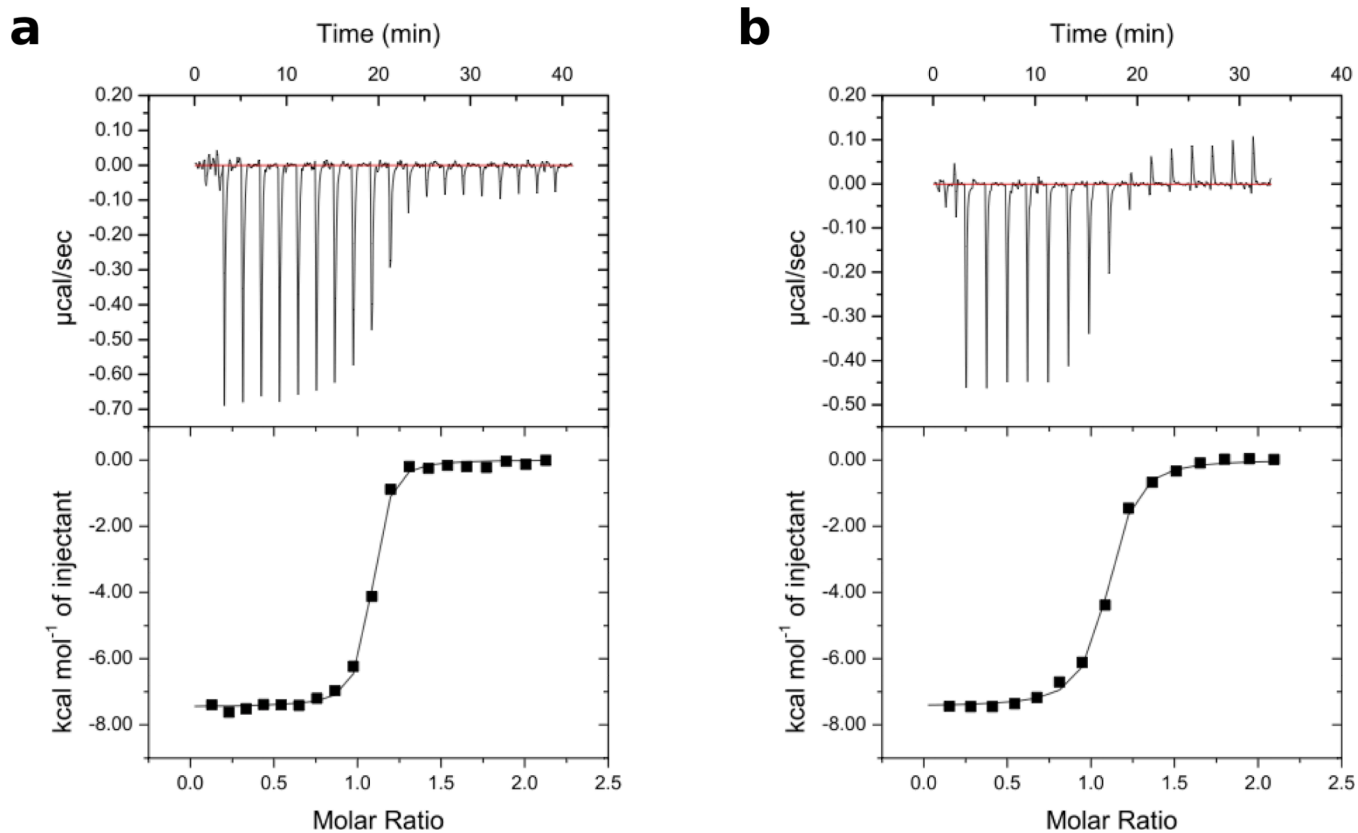 a
Time (min)
0 10 20 30 40
0.20
0.10
0.00
-0.10
-0.20
-0.30
-0.40
-0.50
-0.60
-0.70
µcal/sec
0.00
-2.00
-4.00
-6.00
-8.00
kcal mol⁻¹ of injectant
0.0 0.5 1.0 1.5 2.0 2.5
Molar Ratio
b
Time (min)
0 10 20 30 40
0.20
0.10
0.00
-0.10
-0.20
-0.30
-0.40
-0.50
µcal/sec
0.00
-2.00
-4.00
-6.00
-8.00
kcal mol⁻¹ of injectant
0.0 0.5 1.0 1.5 2.0 2.5
Molar Ratio